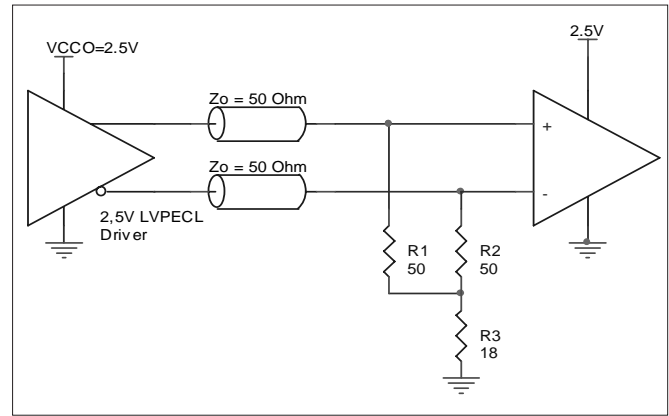 VCCO=2.5V
2.5V
Zo = 50 Ohm
+
Zo = 50 Ohm
-
2,5V LVPECL
Driver
R1
50
R2
50
R3
18